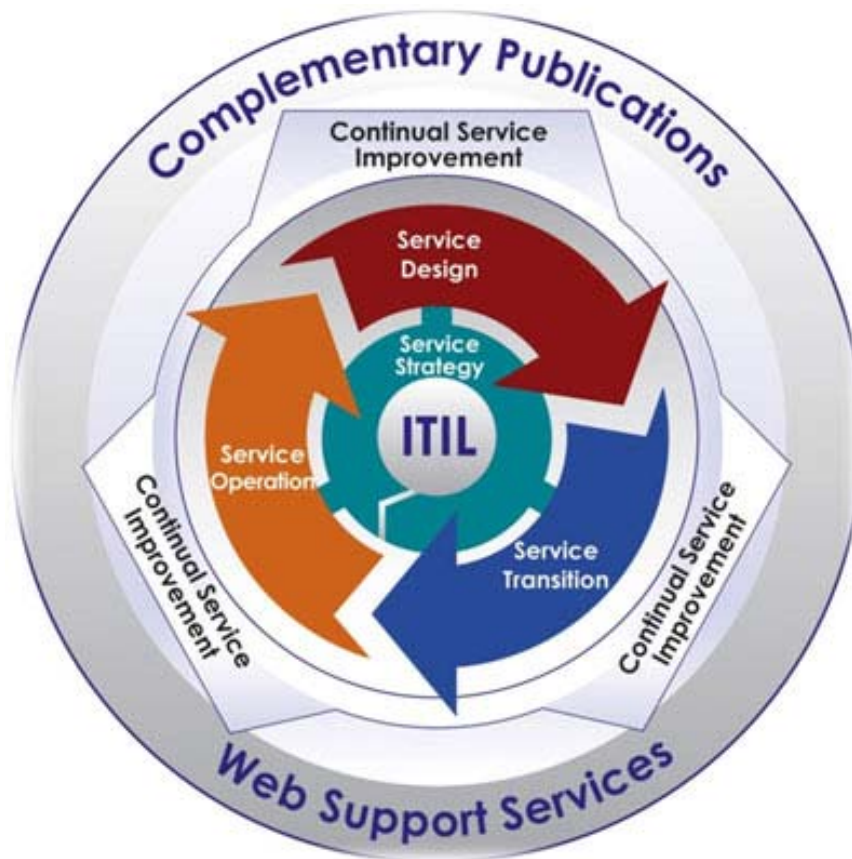 Complementary Publications
Continual Service
Improvement
Service
Design
Service
Strategy
ITIL
Service
Operation
Service
Transition
Continual Service
Improvement
Continual Service
Improvement
Web Support Services